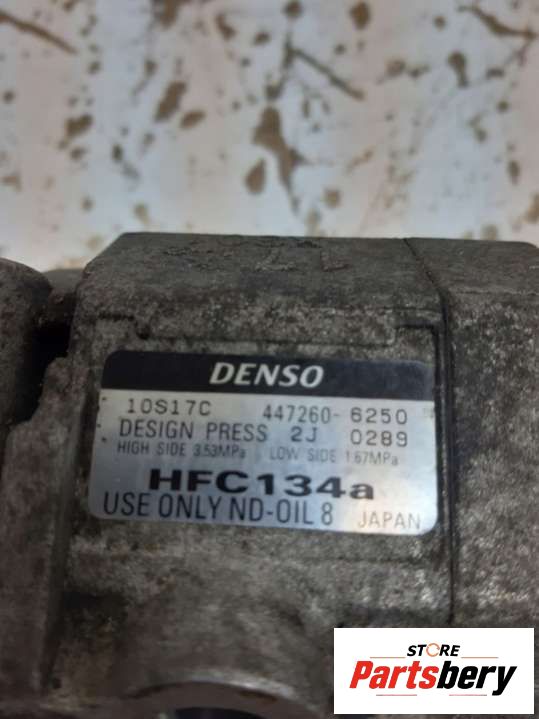 DENSO
10S17C 447260-6250
DESIGN PRESS 2J 0289
HIGH SIDE 3.53MPa LOW SIDE 1.67MPa
HFC134a
USE ONLY ND-OIL 8 JAPAN
STORE
Partsbery